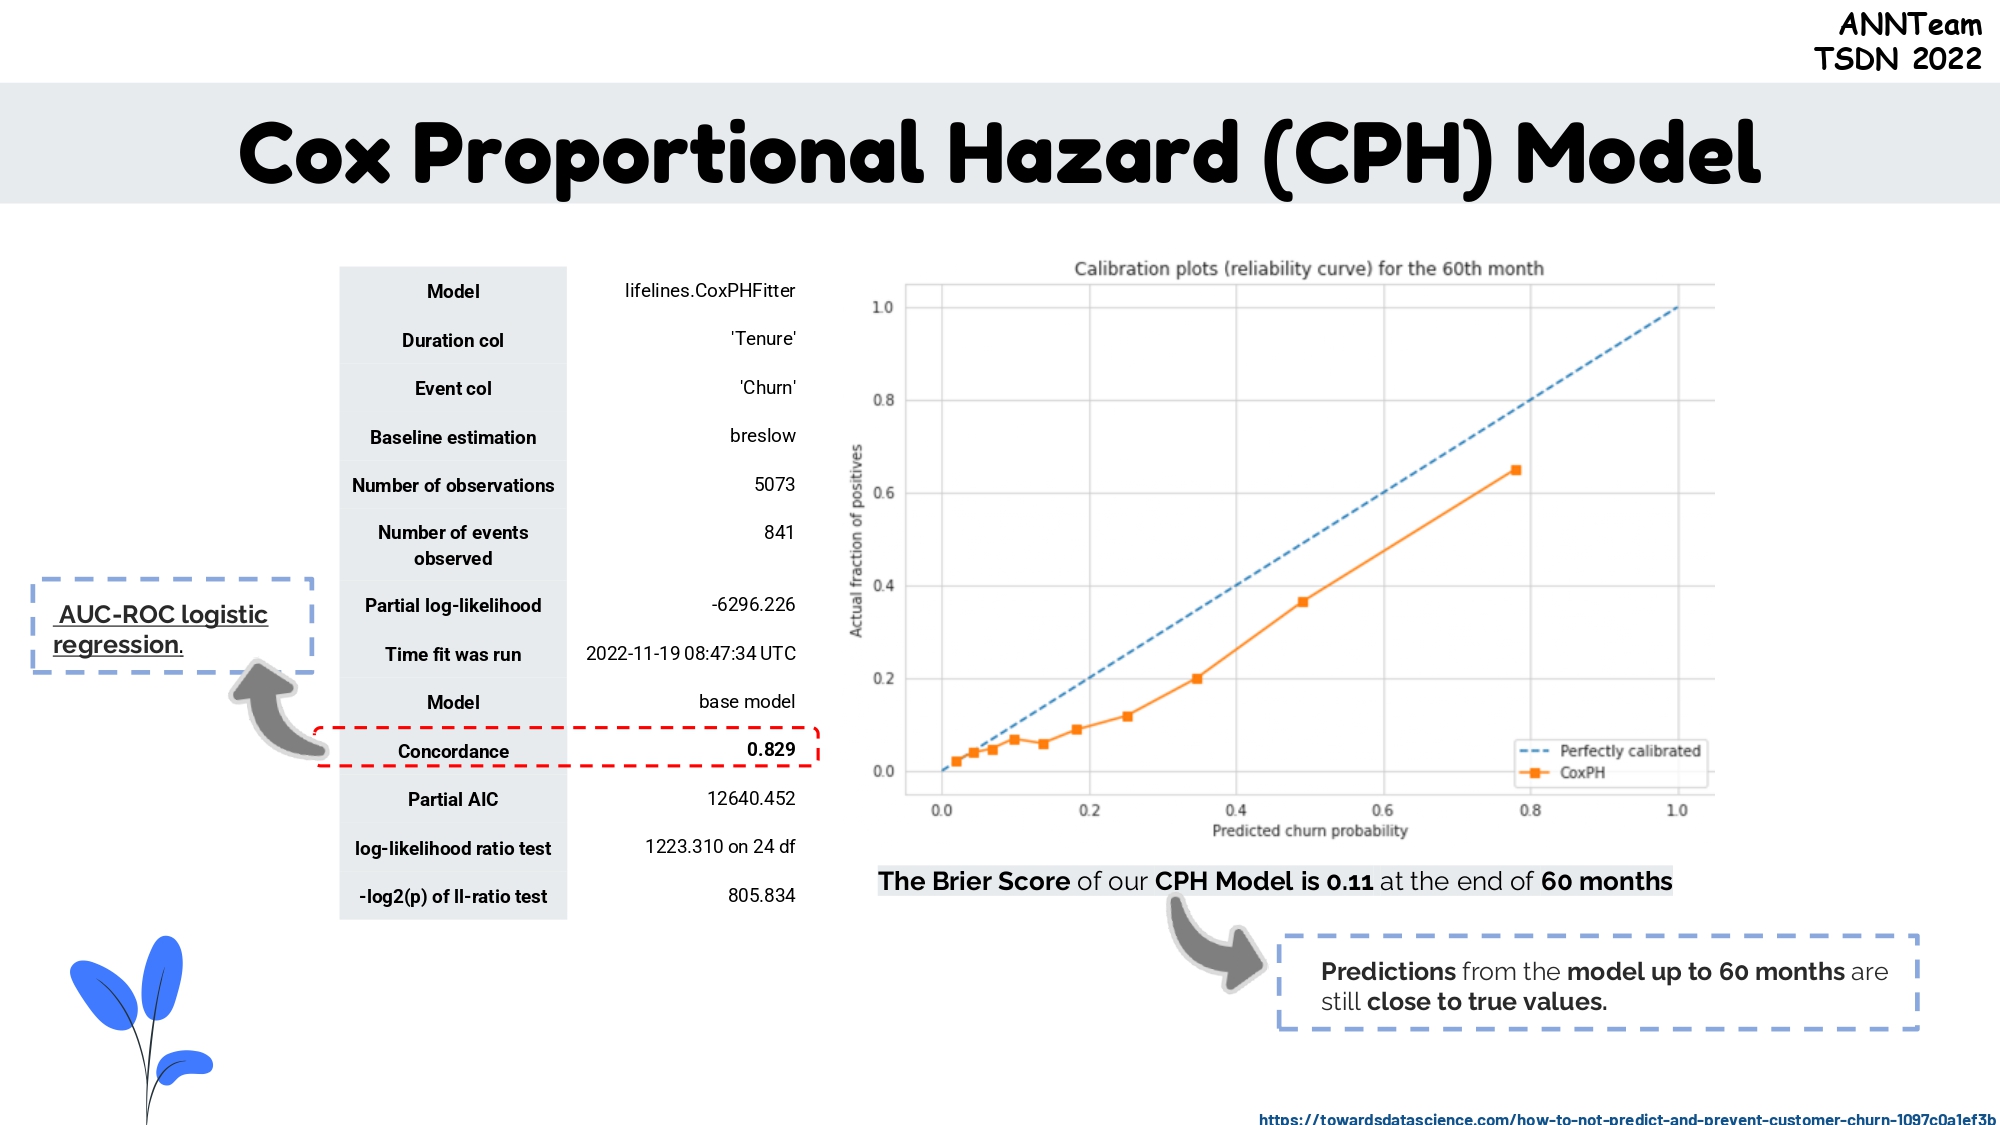 ANNTeam
TSDN 2022
Cox Proportional Hazard (CPH) Model
Model lifelines.CoxPHFitter
Duration col 'Tenure'
Event col 'Churn'
Baseline estimation breslow
Number of observations 5073
Number of events observed 841
Partial log-likelihood -6296.226
Time fit was run 2022-11-19 08:47:34 UTC
Model base model
Concordance 0.829
Partial AIC 12640.452
log-likelihood ratio test 1223.310 on 24 df
-log2(p) of ll-ratio test 805.834
AUC-ROC logistic
regression.
Calibration plots (reliability curve) for the 60th month
Actual fraction of positives
1.0
0.8
0.6
0.4
0.2
0.0
0.0 0.2 0.4 0.6 0.8 1.0
Predicted churn probability
Perfectly calibrated
CoxPH
The Brier Score of our CPH Model is 0.11 at the end of 60 months
Predictions from the model up to 60 months are
still close to true values.
https://towardsdatascience.com/how-to-not-predict-and-prevent-customer-churn-1097c0a1ef3b